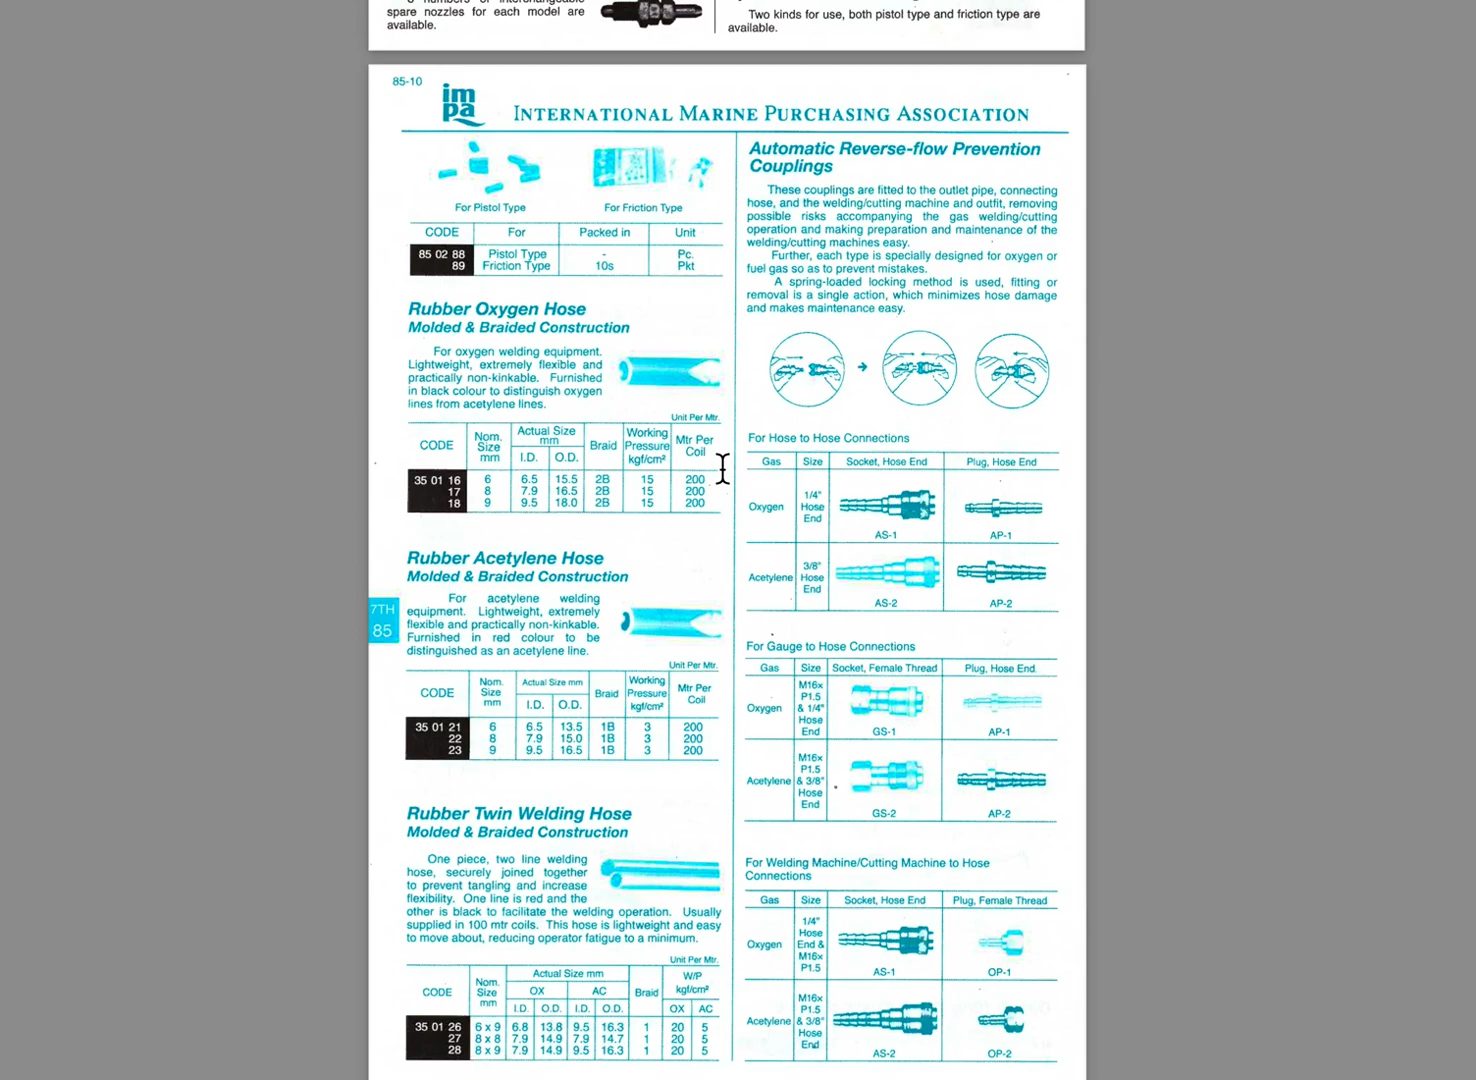 spare nozzles for each model are
available.
Two kinds for use, both pistol type and friction type are
available.
85-10
im
pa
INTERNATIONAL MARINE PURCHASING ASSOCIATION
For Pistol Type For Friction Type
CODE For Packed in Unit
85 02 88 Pistol Type - Pc.
89 Friction Type 10s Pkt
Rubber Oxygen Hose
Molded & Braided Construction
For oxygen welding equipment.
Lightweight, extremely flexible and
practically non-kinkable. Furnished
in black colour to distinguish oxygen
lines from acetylene lines.
Unit Per Mtr.
CODE Nom. Size mm Actual Size mm I.D. O.D. Braid Working Pressure kgf/cm² Mtr Per Coil
35 01 16 6 6.5 15.5 2B 15 200
17 8 7.9 16.5 2B 15 200
18 9 9.5 18.0 2B 15 200
Rubber Acetylene Hose
Molded & Braided Construction
For acetylene welding
equipment. Lightweight, extremely
flexible and practically non-kinkable.
Furnished in red colour to be
distinguished as an acetylene line.
7TH
85
Unit Per Mtr.
CODE Nom. Size mm Actual Size mm I.D. O.D. Braid Working Pressure kgf/cm² Mtr Per Coil
35 01 21 6 6.5 13.5 1B 3 200
22 8 7.9 15.0 1B 3 200
23 9 9.5 16.5 1B 3 200
Rubber Twin Welding Hose
Molded & Braided Construction
One piece, two line welding
hose, securely joined together
to prevent tangling and increase
flexibility. One line is red and the
other is black to facilitate the welding operation. Usually
supplied in 100 mtr coils. This hose is lightweight and easy
to move about, reducing operator fatigue to a minimum.
Unit Per Mtr.
CODE Nom. Size mm Actual Size mm OX AC I.D. O.D. I.D. O.D. Braid W/P kgf/cm² OX AC
35 01 26 6 x 9 6.8 13.8 9.5 16.3 1 20 5
27 8 x 8 7.9 14.9 7.9 14.7 1 20 5
28 8 x 9 7.9 14.9 9.5 16.3 1 20 5
Automatic Reverse-flow Prevention
Couplings
These couplings are fitted to the outlet pipe, connecting
hose, and the welding/cutting machine and outfit, removing
possible risks accompanying the gas welding/cutting
operation and making preparation and maintenance of the
welding/cutting machines easy.
Further, each type is specially designed for oxygen or
fuel gas so as to prevent mistakes.
A spring-loaded locking method is used, fitting or
removal is a single action, which minimizes hose damage
and makes maintenance easy.
For Hose to Hose Connections
Gas Size Socket, Hose End Plug, Hose End
Oxygen 1/4" Hose End AS-1 AP-1
Acetylene 3/8" Hose End AS-2 AP-2
For Gauge to Hose Connections
Gas Size Socket, Female Thread Plug, Hose End.
Oxygen M16x P1.5 & 1/4" Hose End GS-1 AP-1
Acetylene M16x P1.5 & 3/8" Hose End GS-2 AP-2
For Welding Machine/Cutting Machine to Hose
Connections
Gas Size Socket, Hose End Plug, Female Thread
Oxygen 1/4" Hose End & M16x P1.5 AS-1 OP-1
Acetylene M16x P1.5 & 3/8" Hose End AS-2 OP-2